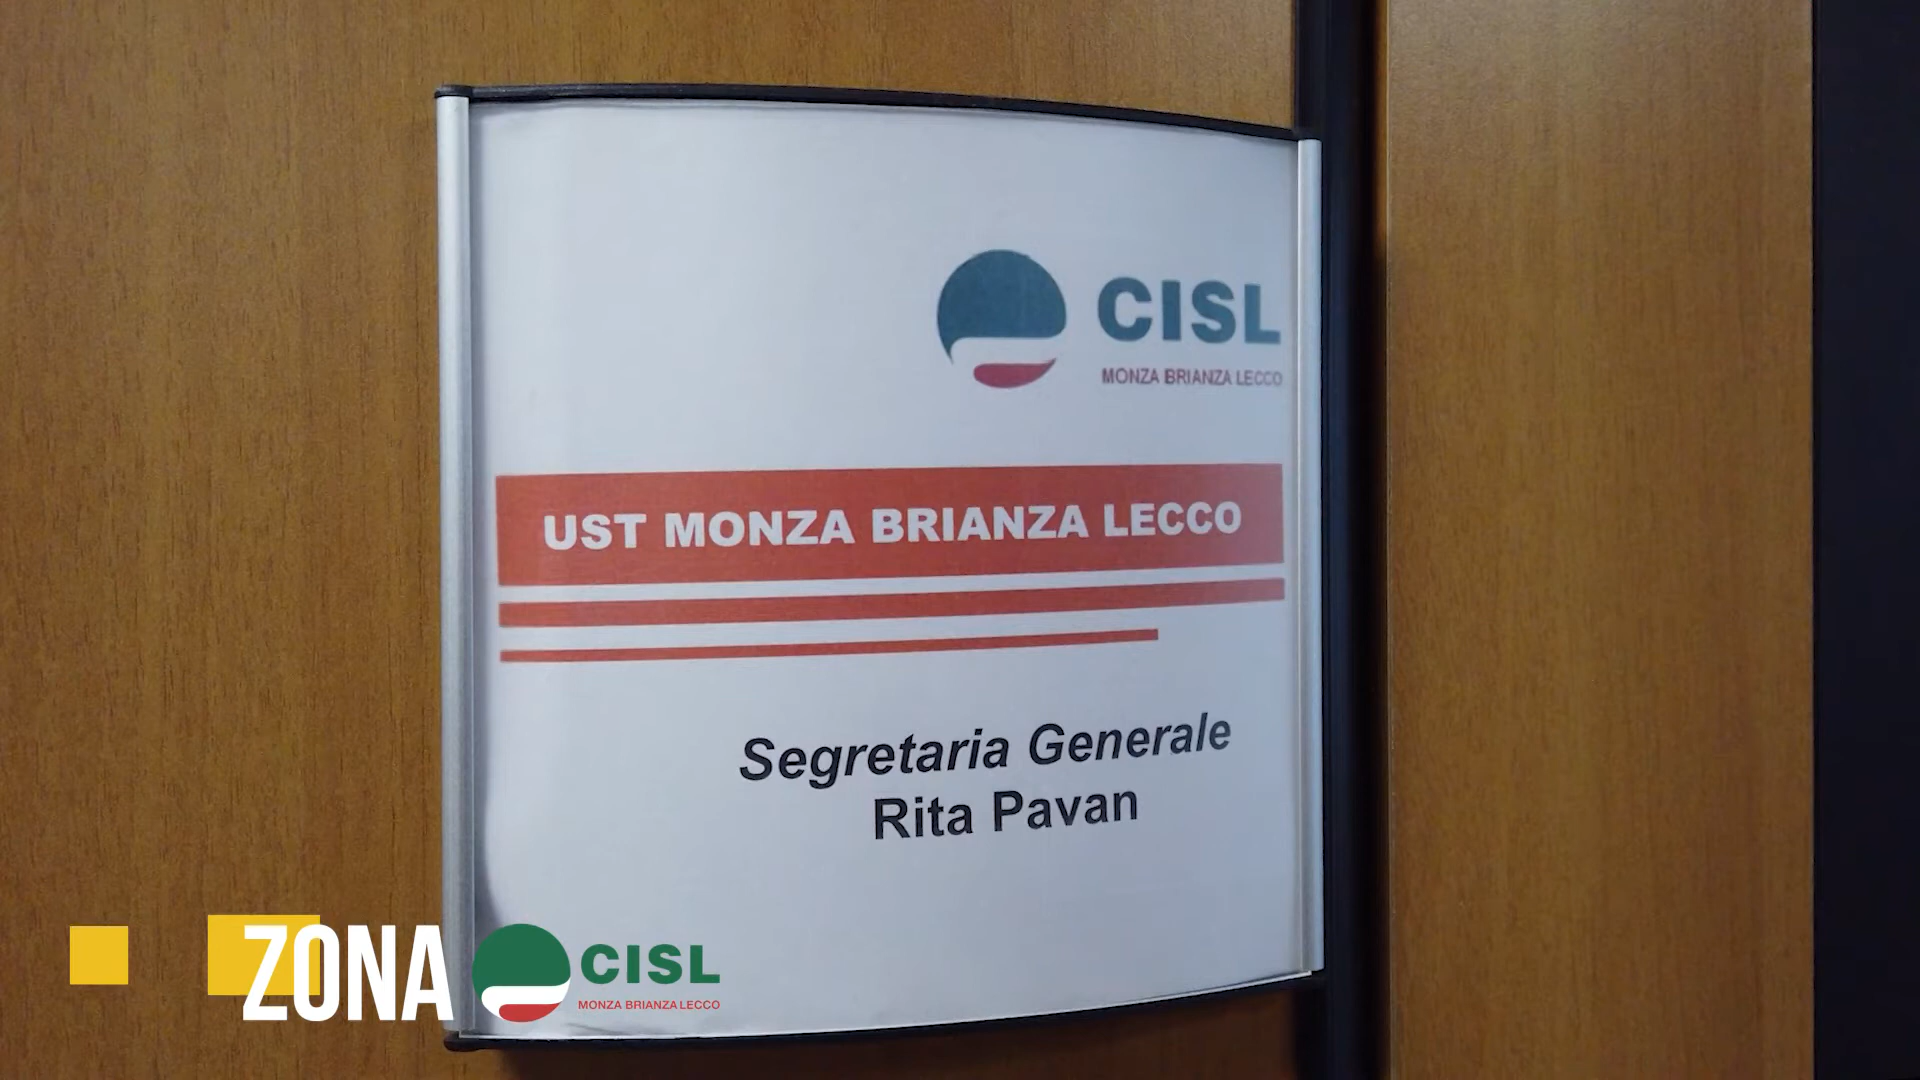 CISL
MONZA BRIANZA LECCO
UST MONZA BRIANZA LECCO
Segretaria Generale
Rita Pavan
ZONA CISL
MONZA BRIANZA LECCO